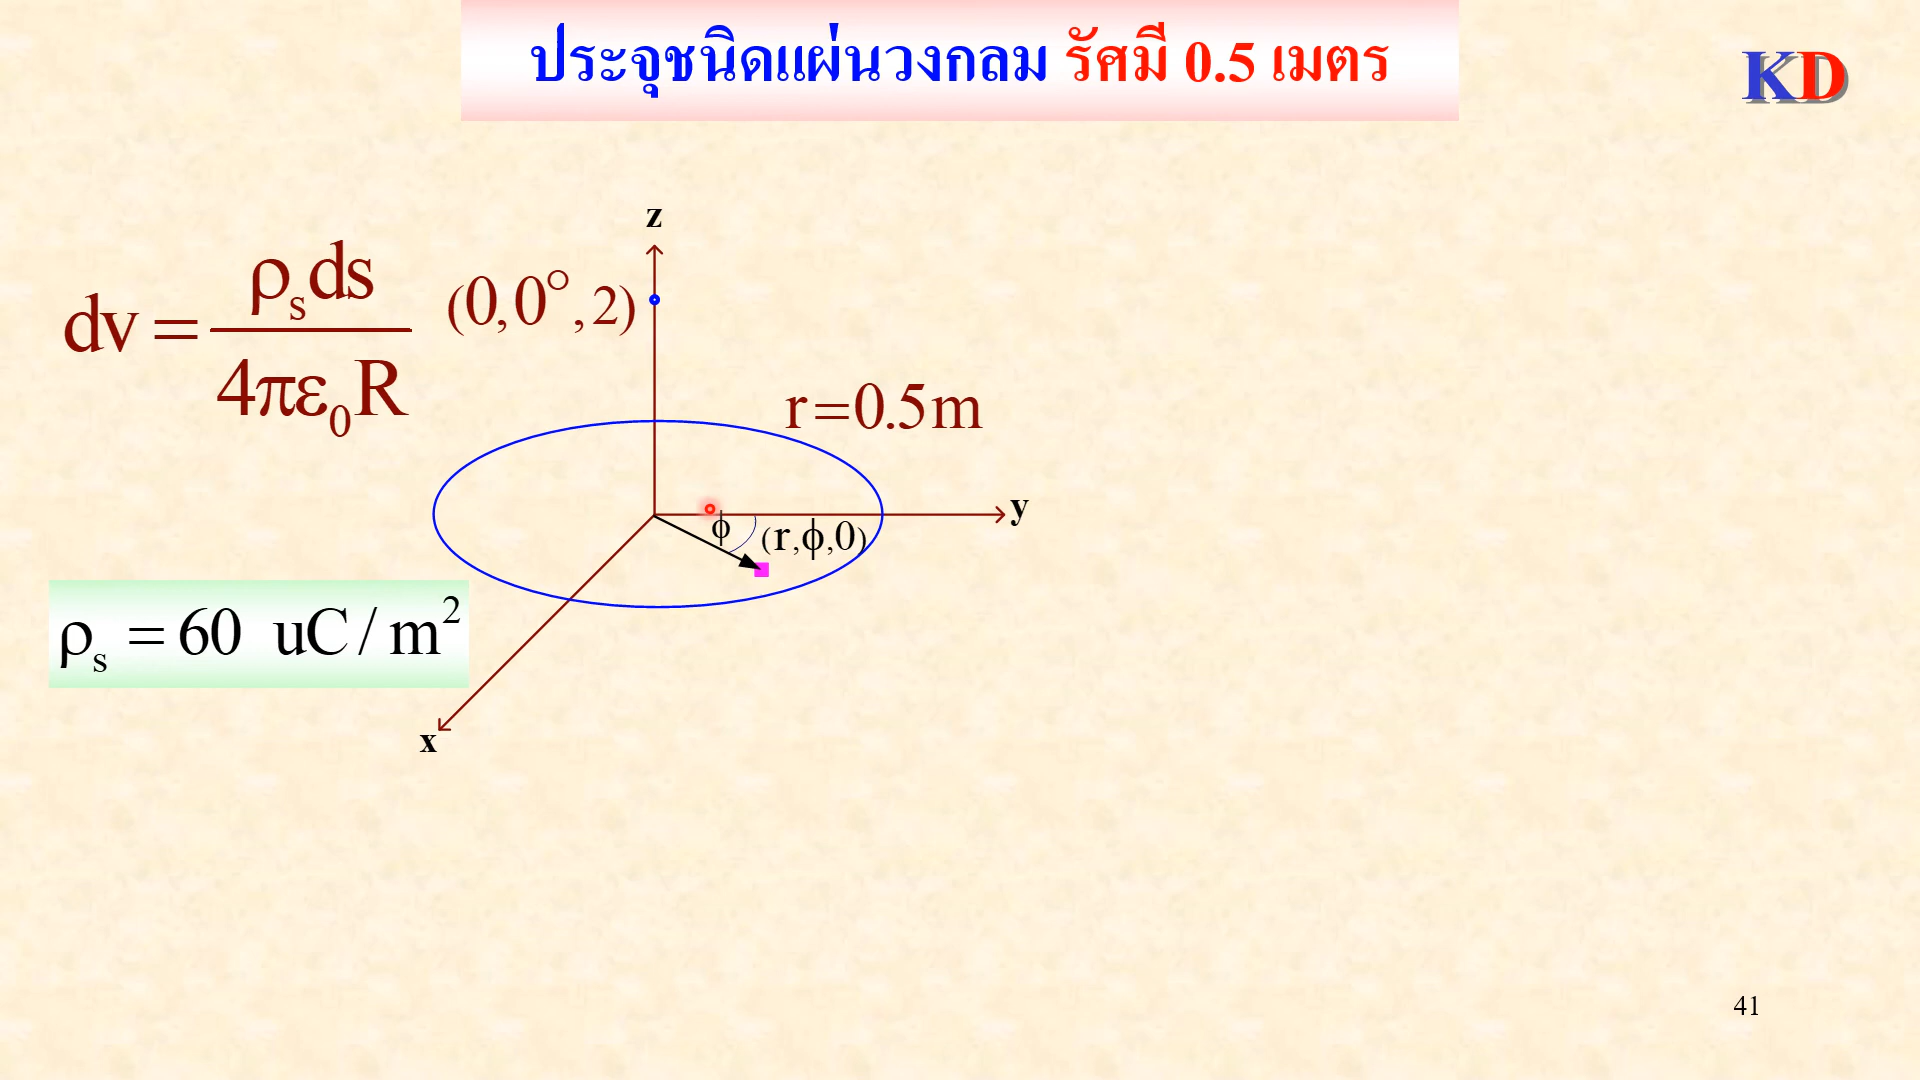 ประจุชนิดแผ่นวงกลม รัศมี 0.5 เมตร
KD
z
dv = ρₛds / 4πε₀R
(0,0°,2)
r=0.5m
y
ϕ
(r,ϕ,0)
ρₛ = 60 uC/m²
x
41